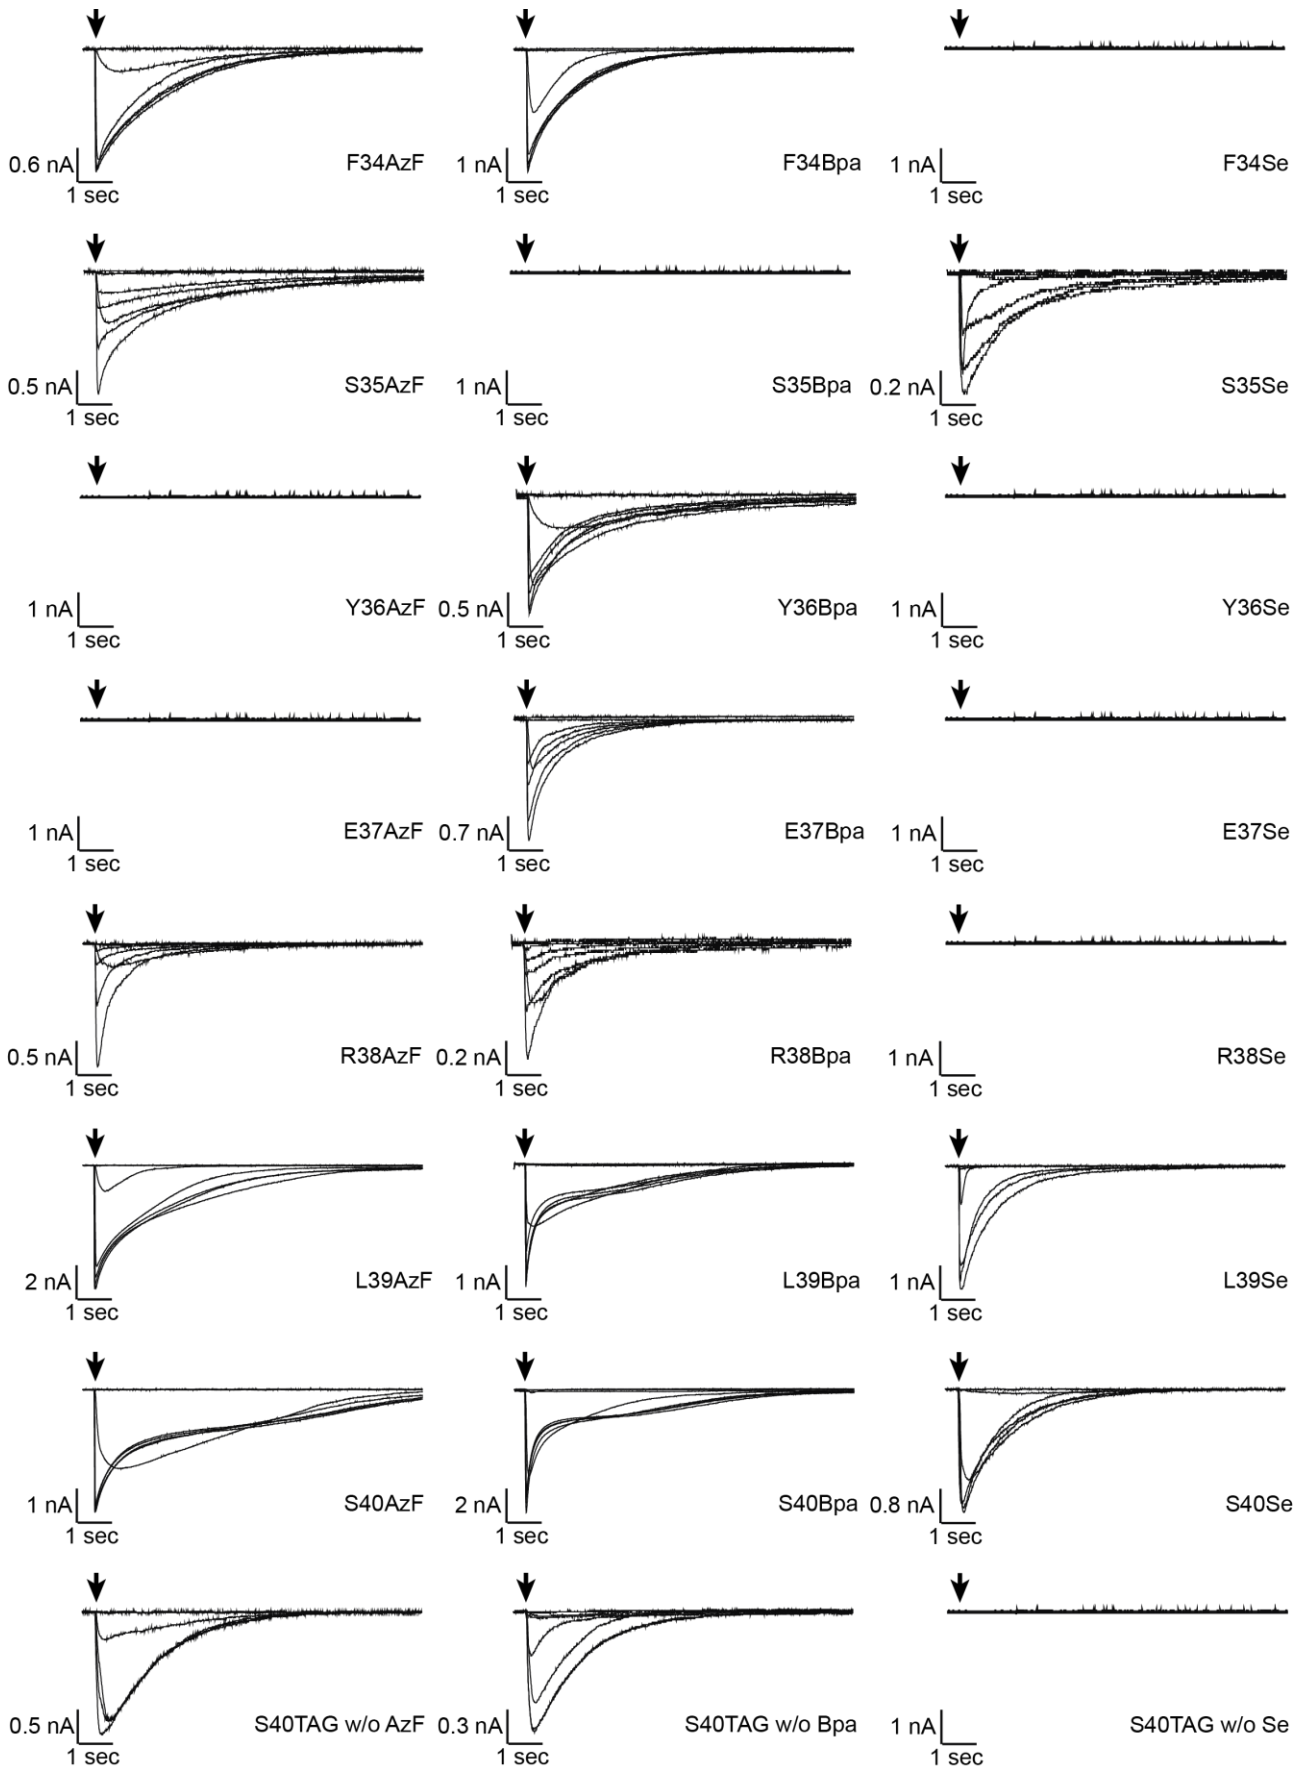 0.6 nA F34AzF 1 nA F34Bpa 1 nA F34Se
1 sec 1 sec 1 sec
0.5 nA S35AzF 1 nA S35Bpa 0.2 nA S35Se
1 sec 1 sec 1 sec
1 nA Y36AzF 0.5 nA Y36Bpa 1 nA Y36Se
1 sec 1 sec 1 sec
1 nA E37AzF 0.7 nA E37Bpa 1 nA E37Se
1 sec 1 sec 1 sec
0.5 nA R38AzF 0.2 nA R38Bpa 1 nA R38Se
1 sec 1 sec 1 sec
2 nA L39AzF 1 nA L39Bpa 1 nA L39Se
1 sec 1 sec 1 sec
1 nA S40AzF 2 nA S40Bpa 0.8 nA S40Se
1 sec 1 sec 1 sec
0.5 nA S40TAG w/o AzF 0.3 nA S40TAG w/o Bpa 1 nA S40TAG w/o Se
1 sec 1 sec 1 sec